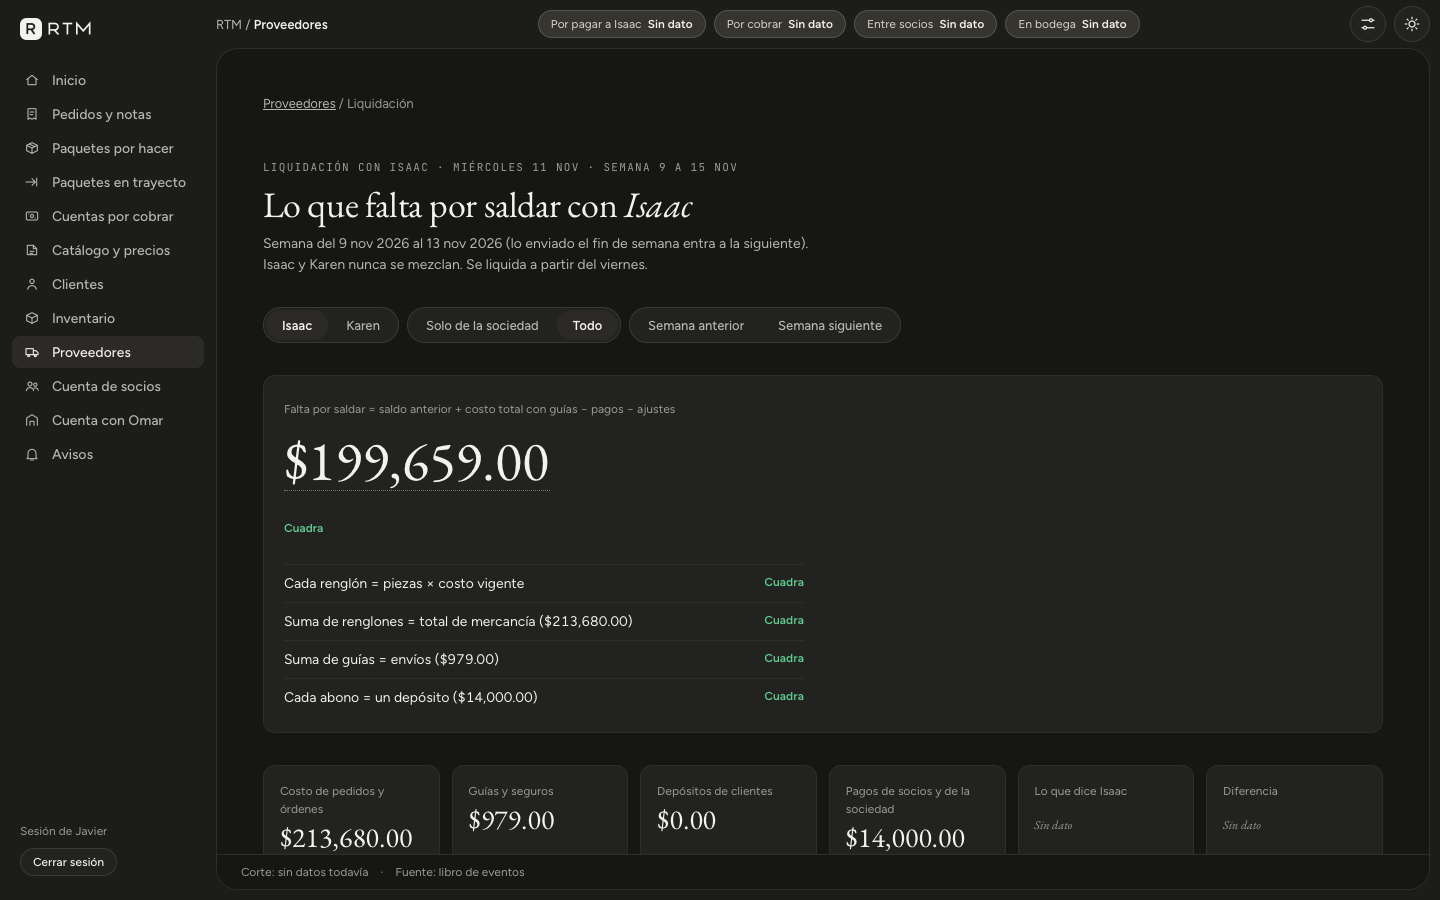 R RTM
RTM / Proveedores
Por pagar a Isaac Sin dato
Por cobrar Sin dato
Entre socios Sin dato
En bodega Sin dato
Inicio
Pedidos y notas
Paquetes por hacer
Paquetes en trayecto
Cuentas por cobrar
Catálogo y precios
Clientes
Inventario
Proveedores
Cuenta de socios
Cuenta con Omar
Avisos
Sesión de Javier
Cerrar sesión
Proveedores / Liquidación
LIQUIDACIÓN CON ISAAC · MIÉRCOLES 11 NOV · SEMANA 9 A 15 NOV
Lo que falta por saldar con Isaac
Semana del 9 nov 2026 al 13 nov 2026 (lo enviado el fin de semana entra a la siguiente).
Isaac y Karen nunca se mezclan. Se liquida a partir del viernes.
Isaac Karen
Solo de la sociedad Todo
Semana anterior Semana siguiente
Falta por saldar = saldo anterior + costo total con guías − pagos − ajustes
$199,659.00
Cuadra
Cada renglón = piezas × costo vigente Cuadra
Suma de renglones = total de mercancía ($213,680.00) Cuadra
Suma de guías = envíos ($979.00) Cuadra
Cada abono = un depósito ($14,000.00) Cuadra
Costo de pedidos y
órdenes
$213,680.00
Guías y seguros
$979.00
Depósitos de clientes
$0.00
Pagos de socios y de la
sociedad
$14,000.00
Lo que dice Isaac
Sin dato
Diferencia
Sin dato
Corte: sin datos todavía · Fuente: libro de eventos